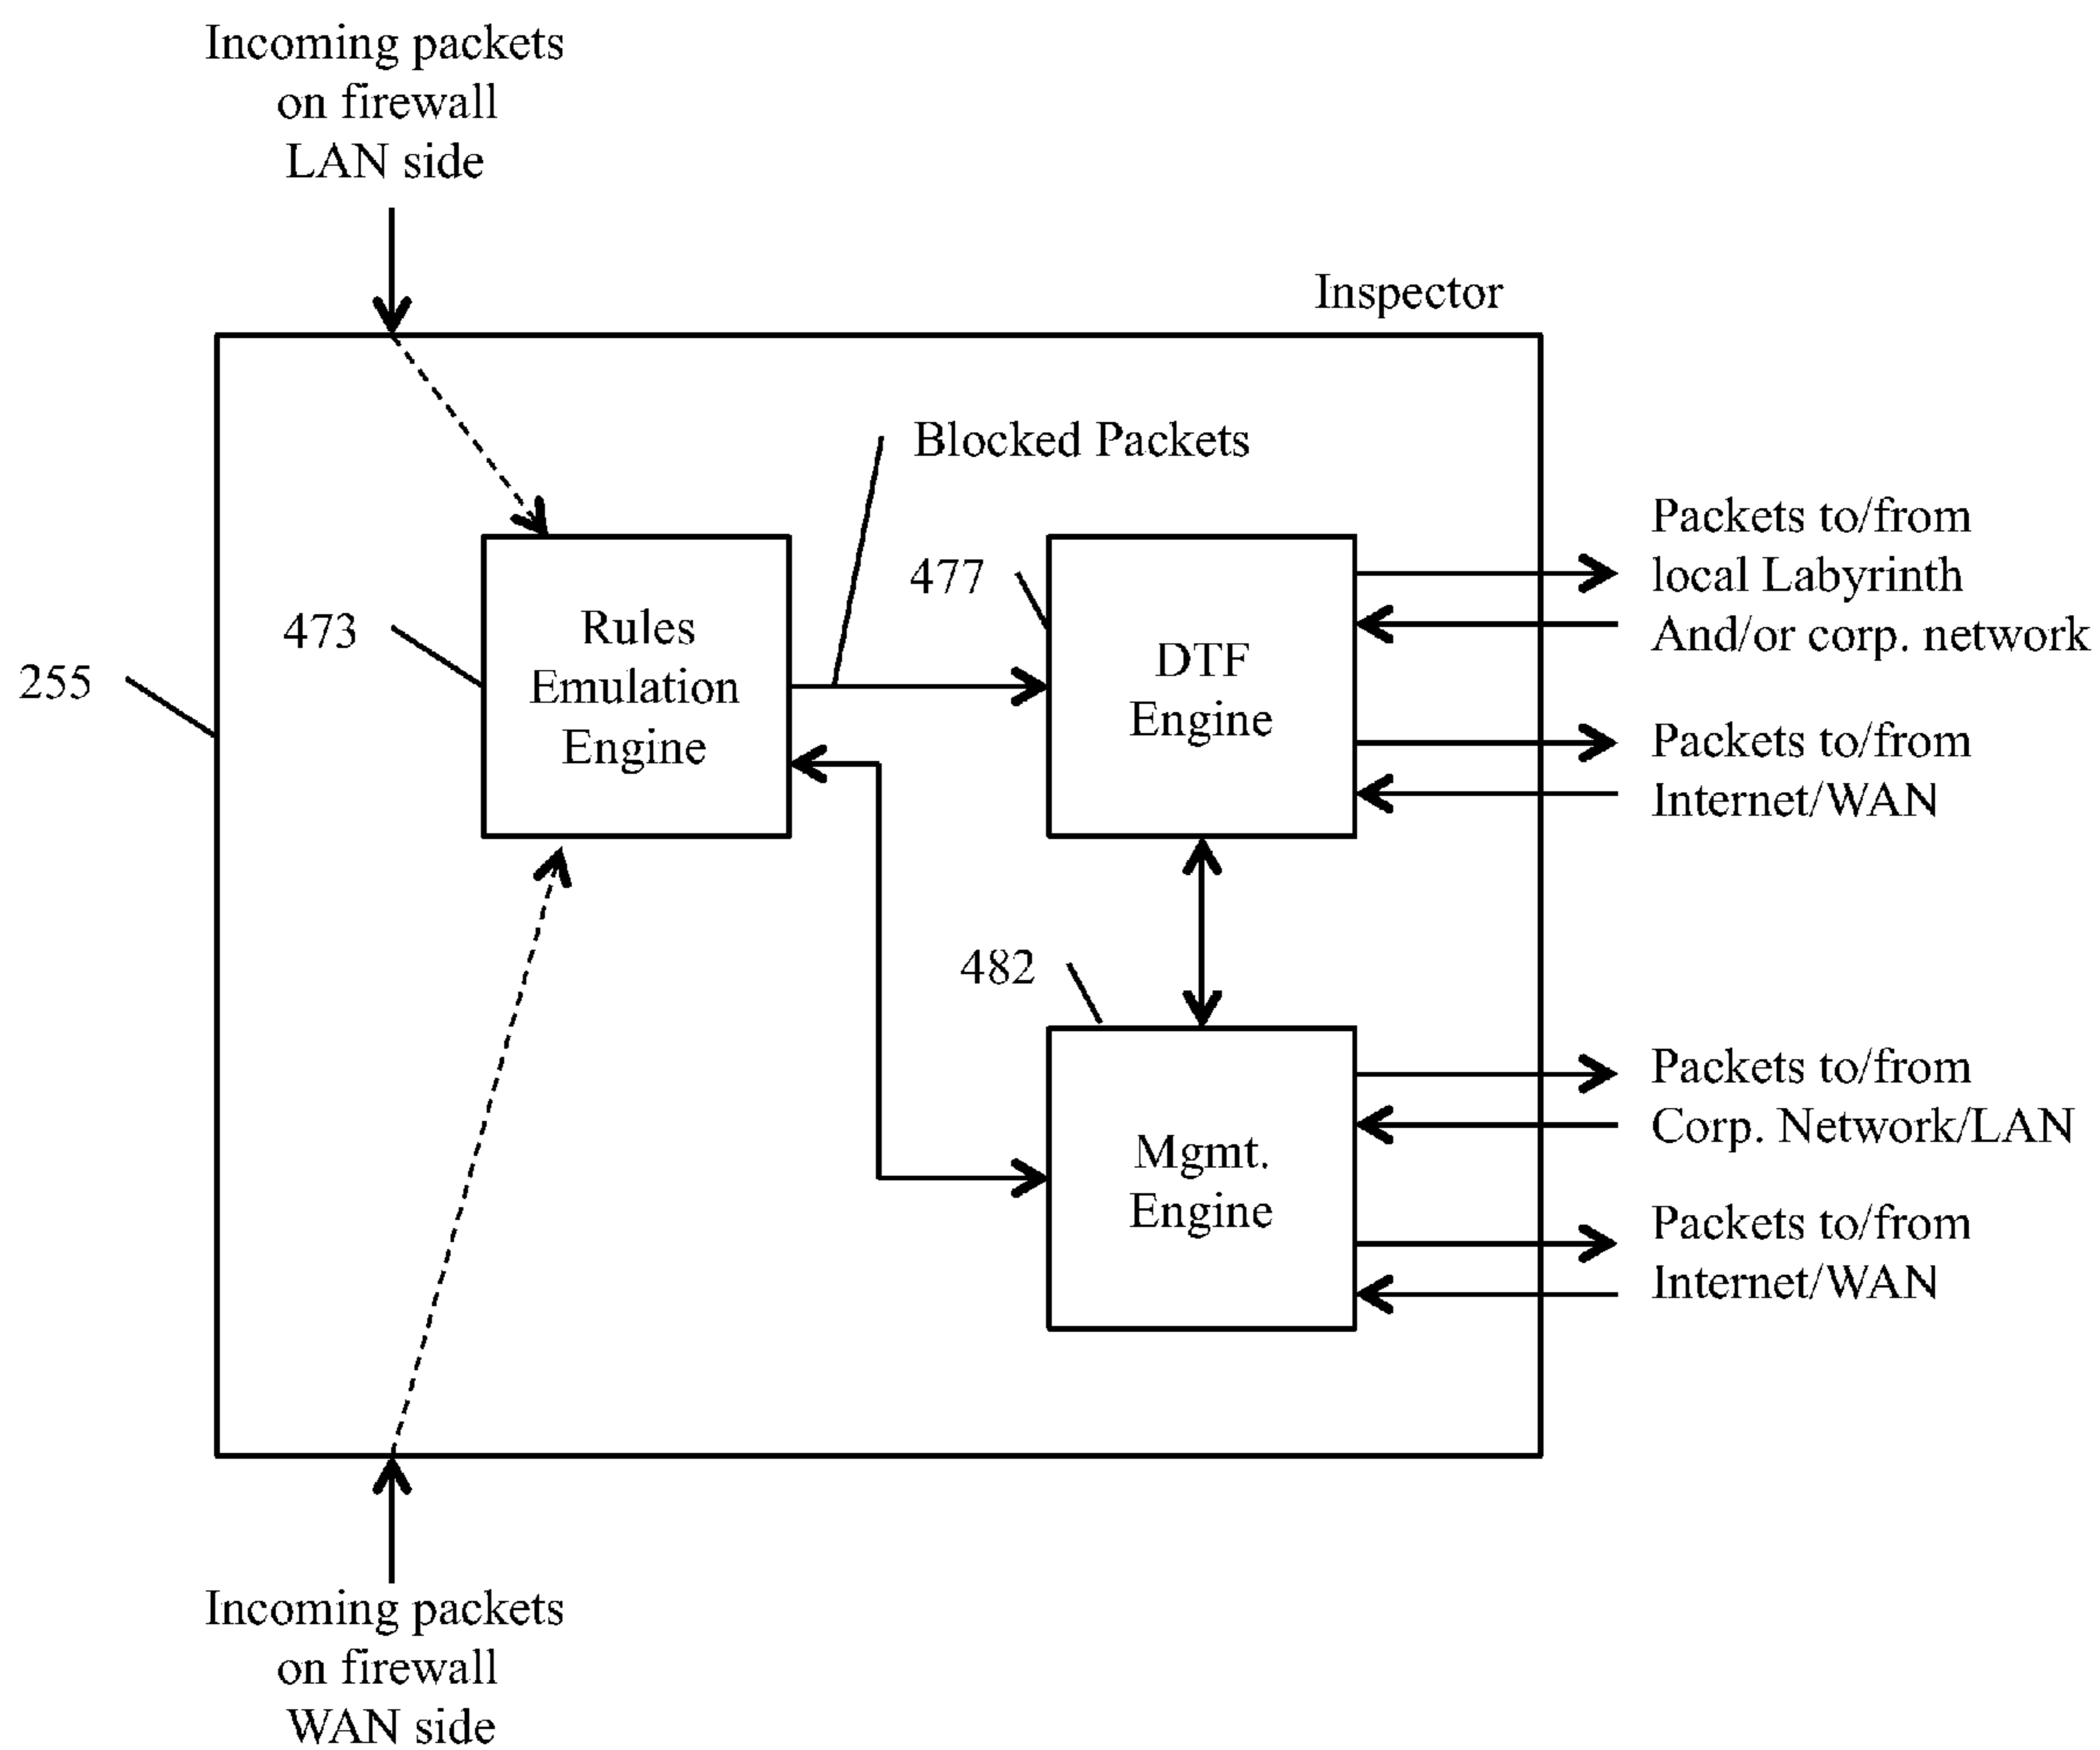 Incoming packets
on firewall
LAN side
Inspector
Blocked Packets
Packets to/from
local Labyrinth
And/or corp. network
477
473
Rules
Emulation
Engine
DTF
Engine
255
Packets to/from
Internet/WAN
482
Packets to/from
Corp. Network/LAN
Mgmt.
Engine
Packets to/from
Internet/WAN
Incoming packets
on firewall
WAN side